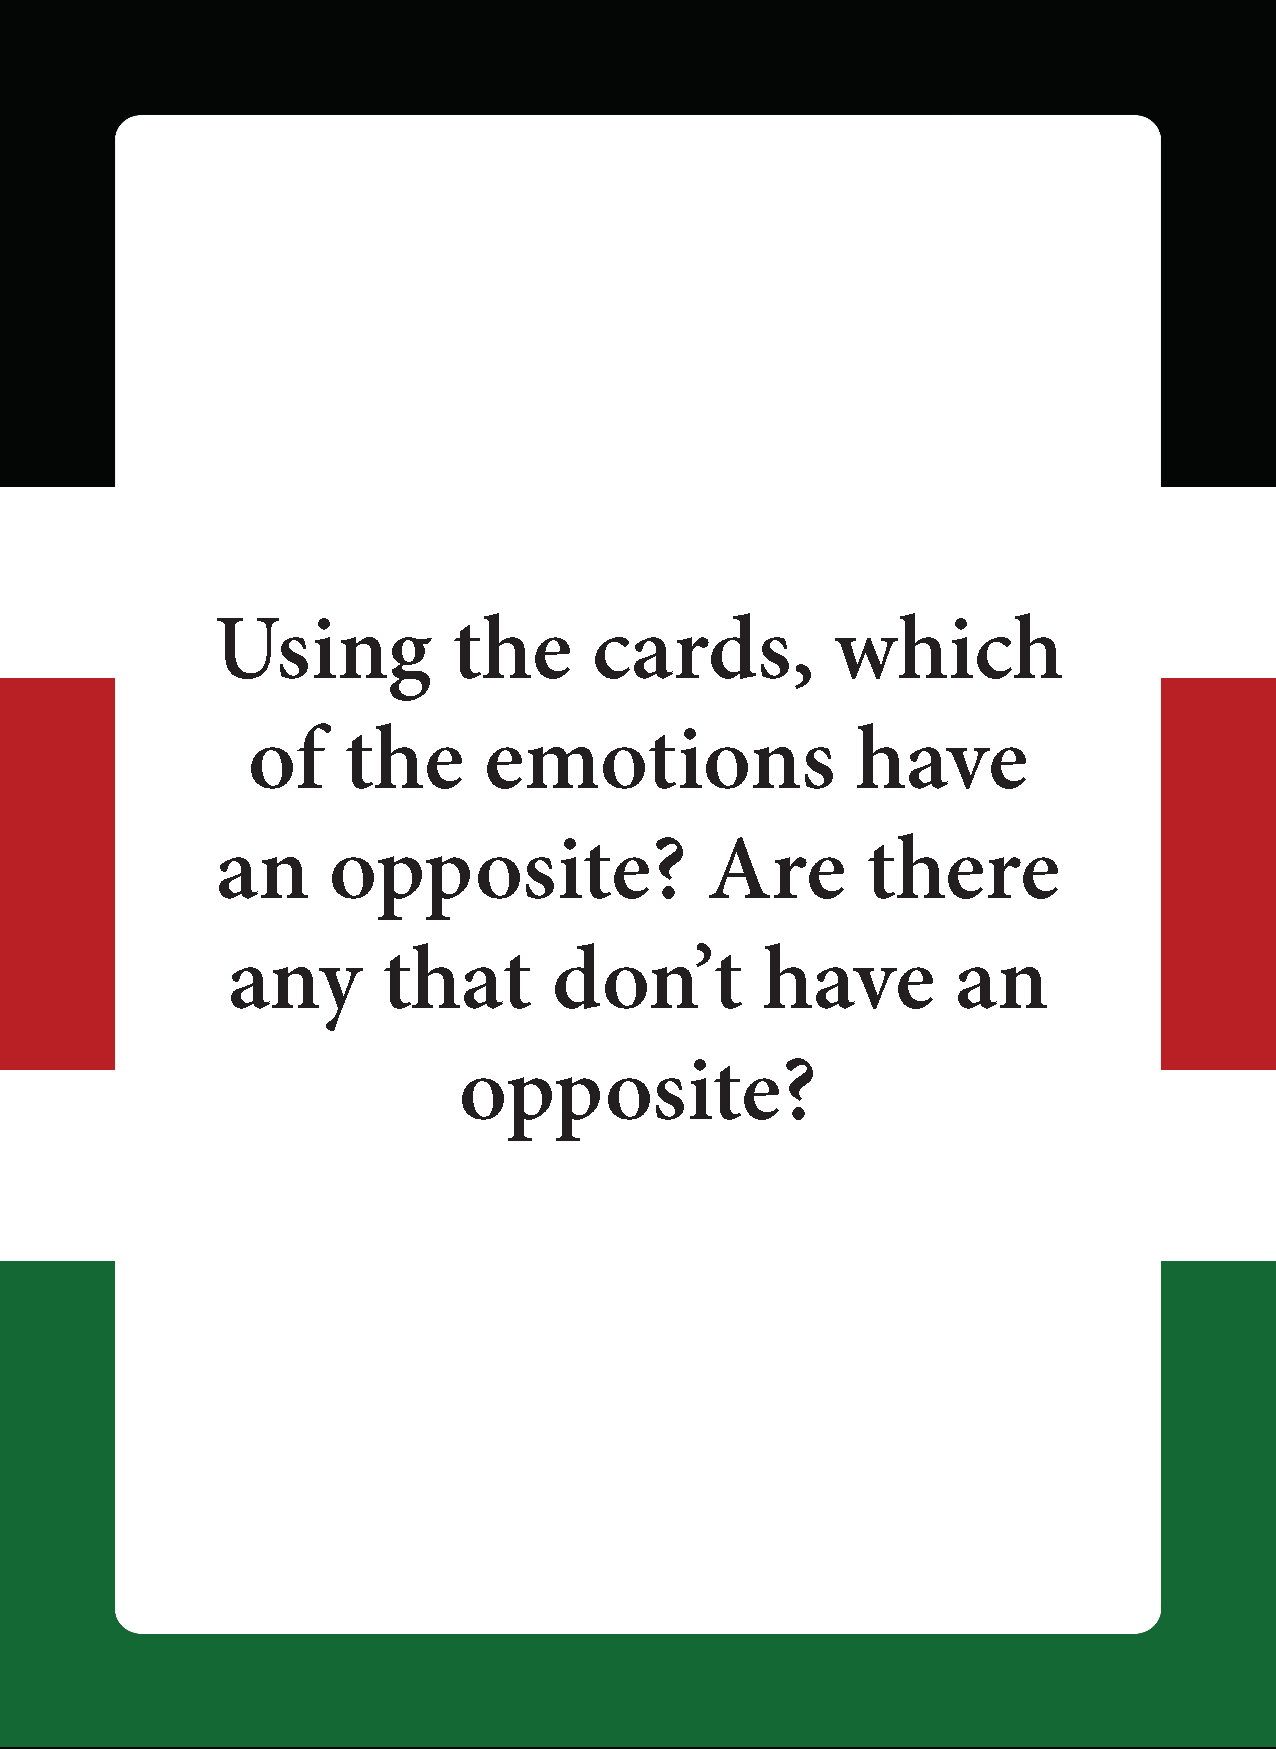 Using the cards, which
of the emotions have
an opposite? Are there
any that don’t have an
opposite?